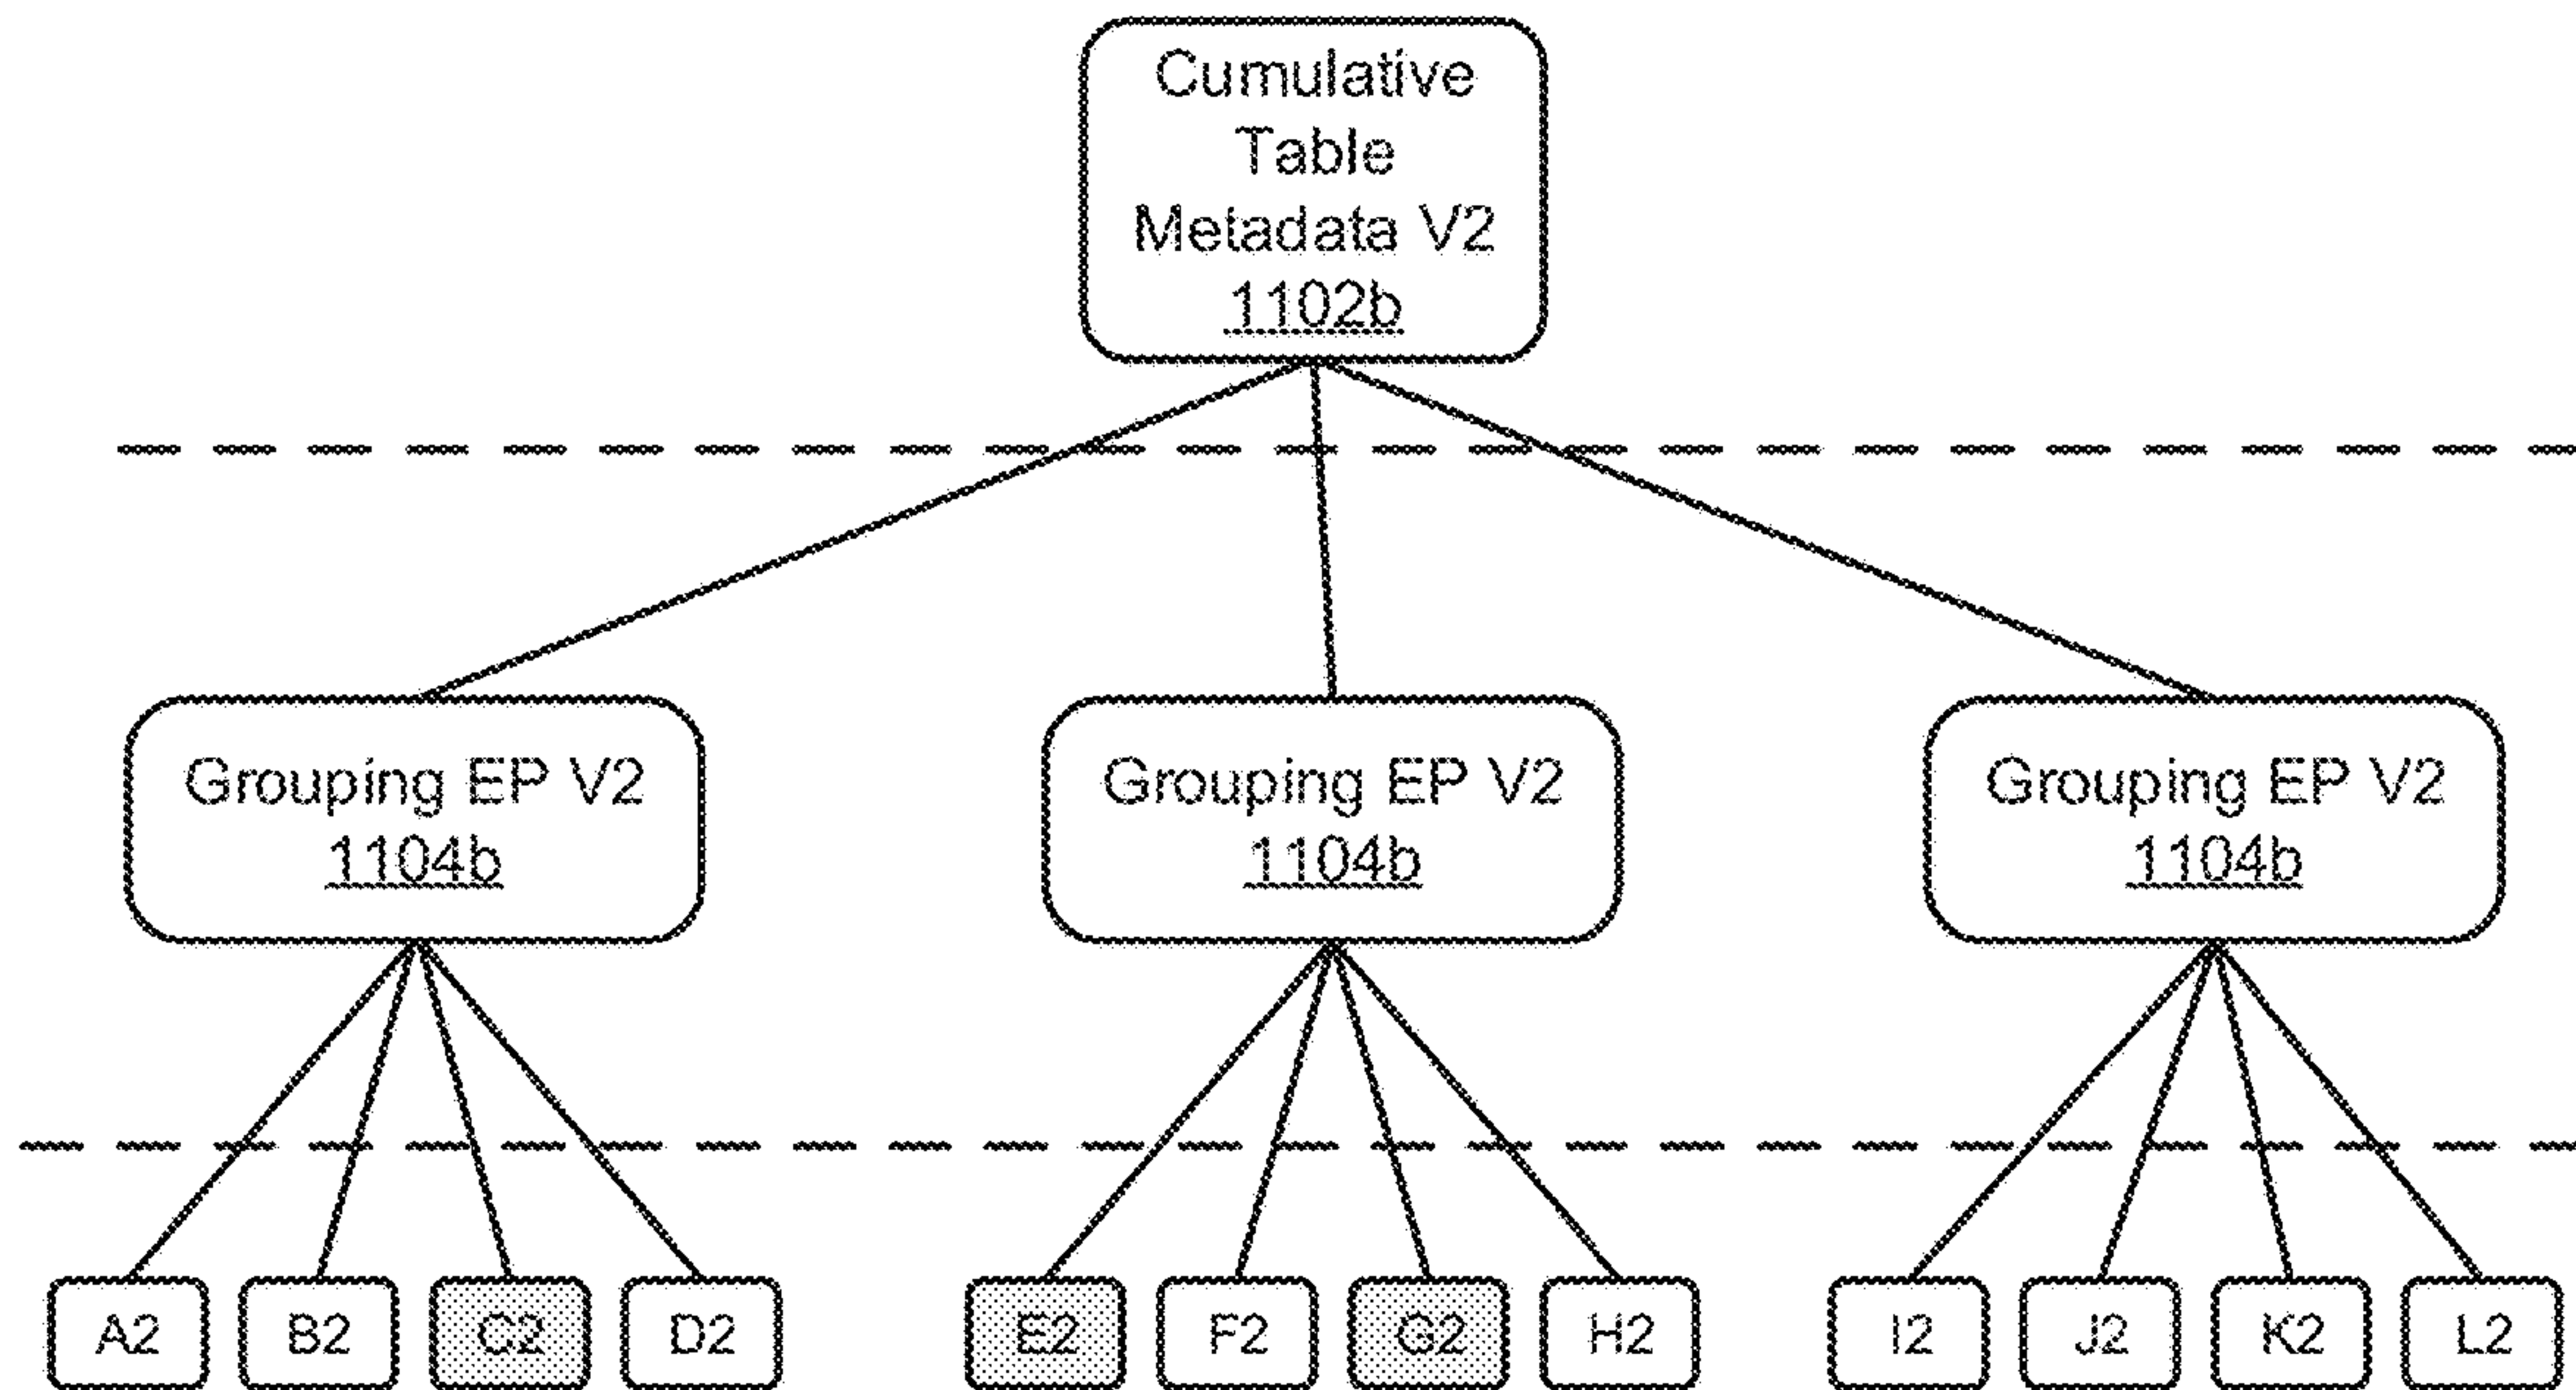 Cumulative
Table
Metadata V2
1102b
Grouping EP V2
1104b
Grouping EP V2
1104b
Grouping EP V2
1104b
A2 B2 C2 D2 E2 F2 G2 H2 I2 J2 K2 L2